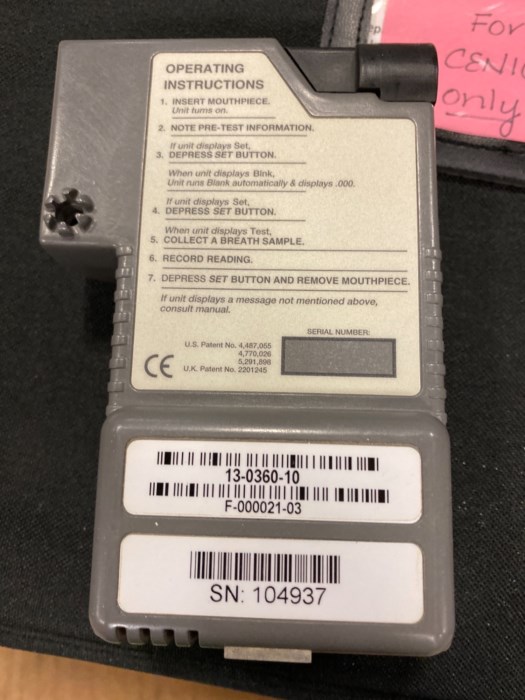 For
CENI
only
OPERATING
INSTRUCTIONS
1. INSERT MOUTHPIECE.
Unit turns on.
2. NOTE PRE-TEST INFORMATION.
If unit displays Set,
3. DEPRESS SET BUTTON.
When unit displays Blnk,
Unit runs Blank automatically & displays .000.
If unit displays Set,
4. DEPRESS SET BUTTON.
When unit displays Test,
5. COLLECT A BREATH SAMPLE.
6. RECORD READING.
7. DEPRESS SET BUTTON AND REMOVE MOUTHPIECE.
If unit displays a message not mentioned above,
consult manual.
SERIAL NUMBER:
U.S. Patent No. 4,487,055
4,770,026
5,291,898
CE U.K. Patent No. 2201245
13-0360-10
F-000021-03
SN: 104937